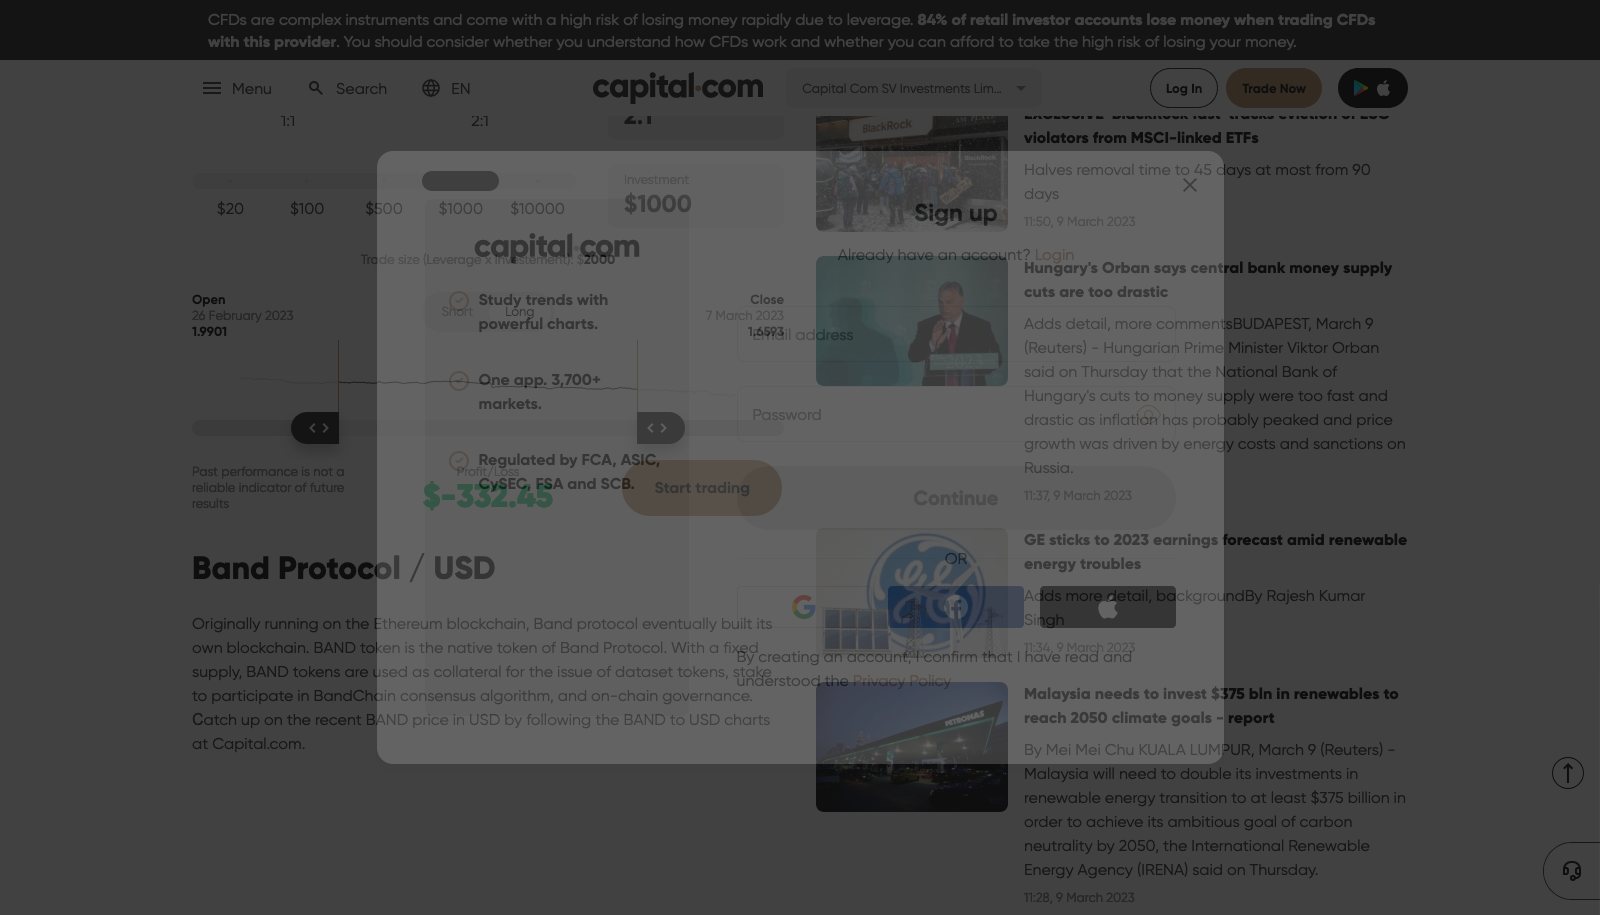 CFDs are complex instruments and come with a high risk of losing money rapidly due to leverage. 84% of retail investor accounts lose money when trading CFDs
with this provider. You should consider whether you understand how CFDs work and whether you can afford to take the high risk of losing your money.
Menu
Search
EN
capital.com
Capital Com SV Investments Lim...
Log In
Trade Now
1:1
2:1
2:1
$20
$100
$500
$1000
$10000
Investment
$1000
Trade size (Leverage x Investement): $2000
Open
26 February 2023
1.9901
Short
Long
Close
7 March 2023
1.6593
Past performance is not a
reliable indicator of future
results
Profit/Loss
$-332.45
Start trading
Band Protocol / USD
Originally running on the Ethereum blockchain, Band protocol eventually built its
own blockchain. BAND token is the native token of Band Protocol. With a fixed
supply, BAND tokens are used as collateral for the issue of dataset tokens, stake
to participate in BandChain consensus algorithm, and on-chain governance.
Catch up on the recent BAND price in USD by following the BAND to USD charts
at Capital.com.
capital.com
Study trends with
powerful charts.
One app. 3,700+
markets.
Regulated by FCA, ASIC,
CySEC, FSA and SCB.
Sign up
Already have an account? Login
Email address
Password
Continue
OR
By creating an account, I confirm that I have read and
understood the Privacy Policy
BlackRock
EXCLUSIVE-BlackRock fast-tracks eviction of ESG
violators from MSCI-linked ETFs
Halves removal time to 45 days at most from 90
days
11:50, 9 March 2023
Hungary's Orban says central bank money supply
cuts are too drastic
Adds detail, more commentsBUDAPEST, March 9
(Reuters) - Hungarian Prime Minister Viktor Orban
said on Thursday that the National Bank of
Hungary's cuts to money supply were too fast and
drastic as inflation has probably peaked and price
growth was driven by energy costs and sanctions on
Russia.
11:37, 9 March 2023
GE sticks to 2023 earnings forecast amid renewable
energy troubles
Adds more detail, backgroundBy Rajesh Kumar
Singh
11:34, 9 March 2023
PETRONAS
Malaysia needs to invest $375 bln in renewables to
reach 2050 climate goals - report
By Mei Mei Chu KUALA LUMPUR, March 9 (Reuters) -
Malaysia will need to double its investments in
renewable energy transition to at least $375 billion in
order to achieve its ambitious goal of carbon
neutrality by 2050, the International Renewable
Energy Agency (IRENA) said on Thursday.
11:28, 9 March 2023